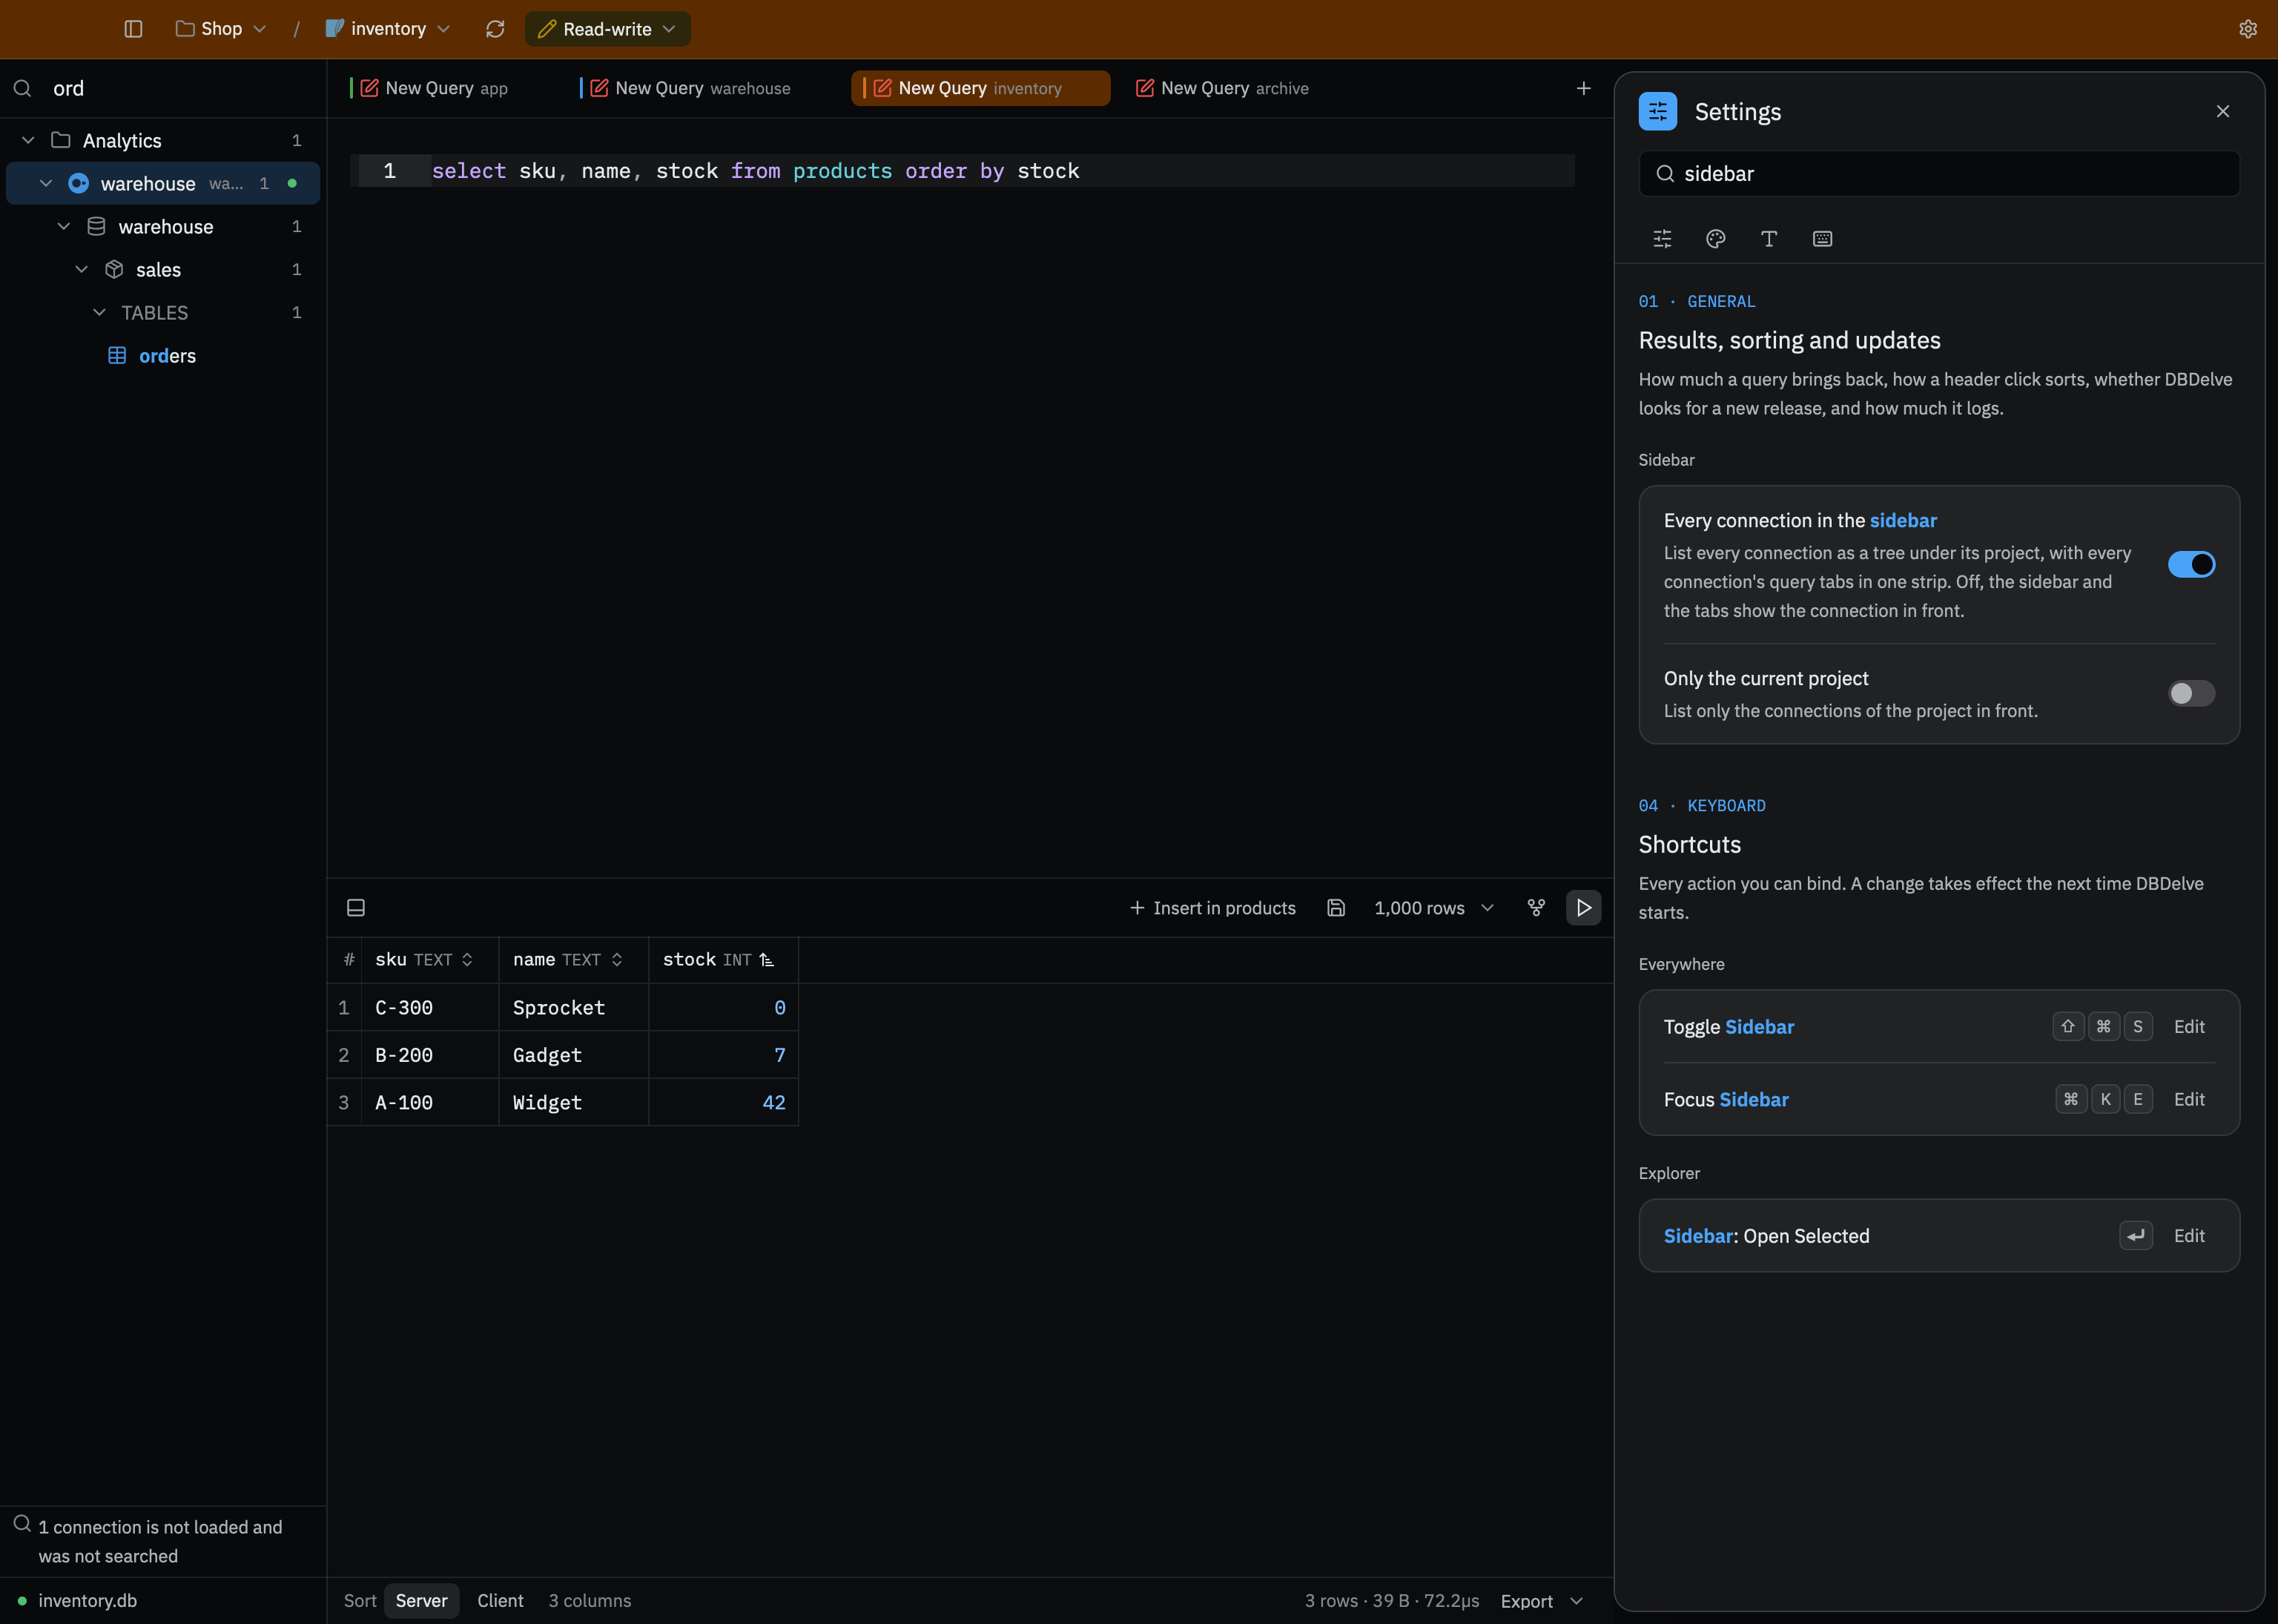 Shop / inventory Read-write
ord
Analytics 1
warehouse wa... 1
warehouse 1
sales 1
TABLES 1
orders
1 connection is not loaded and
was not searched
inventory.db
New Query app
New Query warehouse
New Query inventory
New Query archive
1 select sku, name, stock from products order by stock
Insert in products
1,000 rows
# sku TEXT name TEXT stock INT
1 C-300 Sprocket 0
2 B-200 Gadget 7
3 A-100 Widget 42
Sort Server Client 3 columns
3 rows · 39 B · 72.2µs Export
Settings
sidebar
01 · GENERAL
Results, sorting and updates
How much a query brings back, how a header click sorts, whether DBDelve
looks for a new release, and how much it logs.
Sidebar
Every connection in the sidebar
List every connection as a tree under its project, with every
connection's query tabs in one strip. Off, the sidebar and
the tabs show the connection in front.
Only the current project
List only the connections of the project in front.
04 · KEYBOARD
Shortcuts
Every action you can bind. A change takes effect the next time DBDelve
starts.
Everywhere
Toggle Sidebar ⇧ ⌘ S Edit
Focus Sidebar ⌘ K E Edit
Explorer
Sidebar: Open Selected ↵ Edit